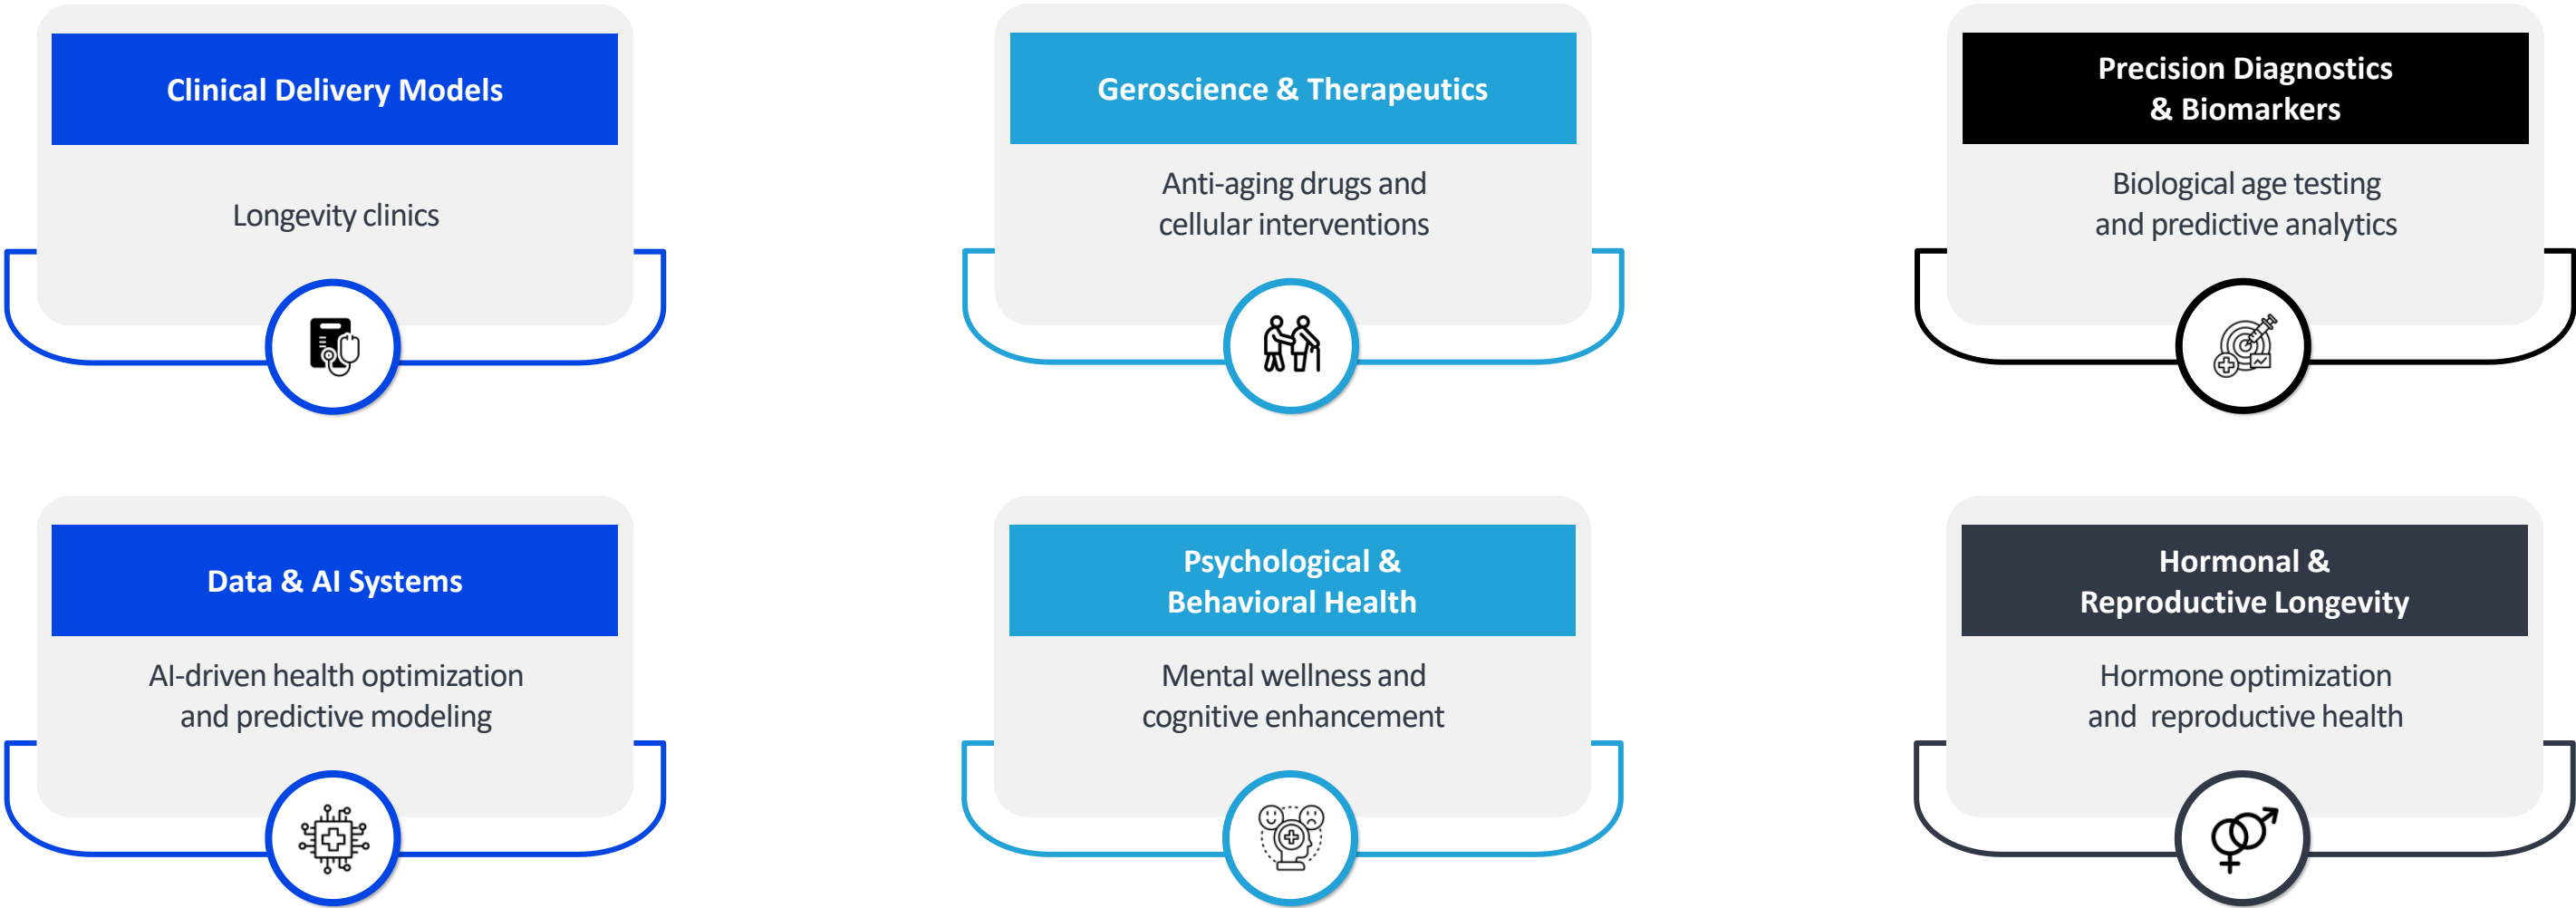 Clinical Delivery Models
Longevity clinics
Geroscience & Therapeutics
Anti-aging drugs and
cellular interventions
Precision Diagnostics
& Biomarkers
Biological age testing
and predictive analytics
Data & AI Systems
AI-driven health optimization
and predictive modeling
Psychological &
Behavioral Health
Mental wellness and
cognitive enhancement
Hormonal &
Reproductive Longevity
Hormone optimization
and reproductive health